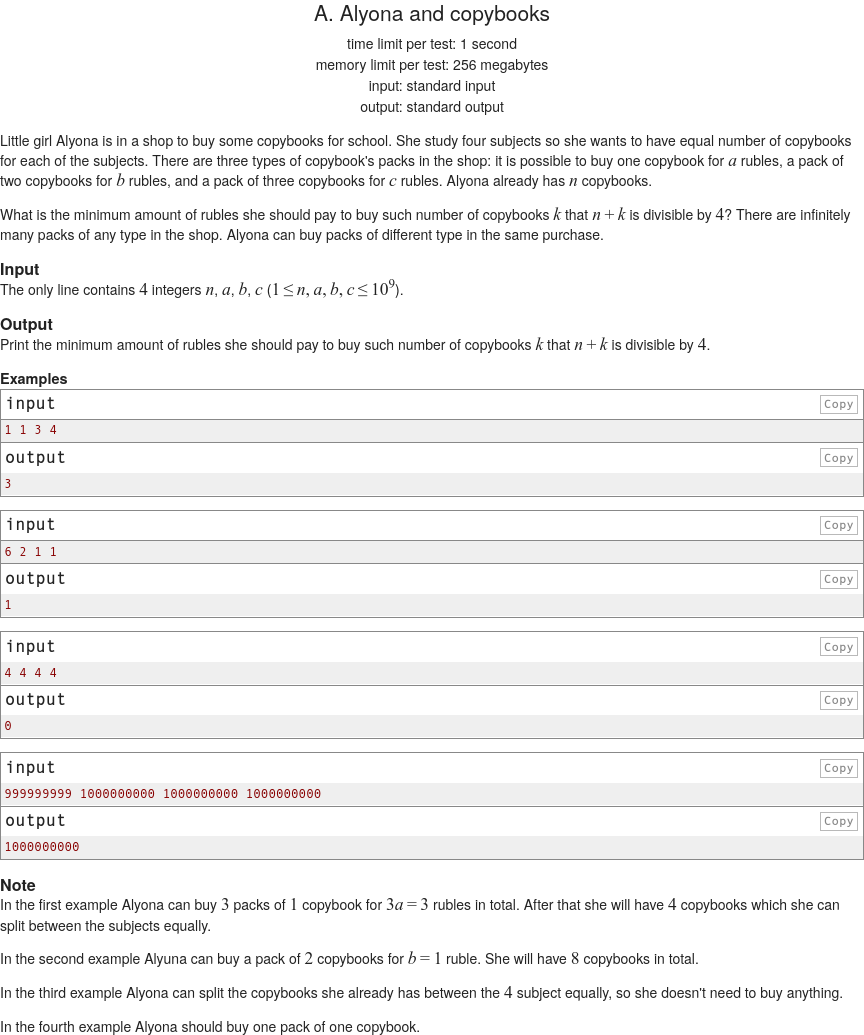 A. Alyona and copybooks
time limit per test: 1 second
memory limit per test: 256 megabytes
input: standard input
output: standard output
Little girl Alyona is in a shop to buy some copybooks for school. She study four subjects so she wants to have equal number of copybooks
for each of the subjects. There are three types of copybook's packs in the shop: it is possible to buy one copybook for a rubles, a pack of
two copybooks for b rubles, and a pack of three copybooks for c rubles. Alyona already has n copybooks.
What is the minimum amount of rubles she should pay to buy such number of copybooks k that n + k is divisible by 4? There are infinitely
many packs of any type in the shop. Alyona can buy packs of different type in the same purchase.
Input
The only line contains 4 integers n, a, b, c (1 ≤ n, a, b, c ≤ 10⁹).
Output
Print the minimum amount of rubles she should pay to buy such number of copybooks k that n + k is divisible by 4.
Examples
input Copy
1 1 3 4
output Copy
3
input Copy
6 2 1 1
output Copy
1
input Copy
4 4 4 4
output Copy
0
input Copy
999999999 1000000000 1000000000 1000000000
output Copy
1000000000
Note
In the first example Alyona can buy 3 packs of 1 copybook for 3a = 3 rubles in total. After that she will have 4 copybooks which she can
split between the subjects equally.
In the second example Alyuna can buy a pack of 2 copybooks for b = 1 ruble. She will have 8 copybooks in total.
In the third example Alyona can split the copybooks she already has between the 4 subject equally, so she doesn't need to buy anything.
In the fourth example Alyona should buy one pack of one copybook.